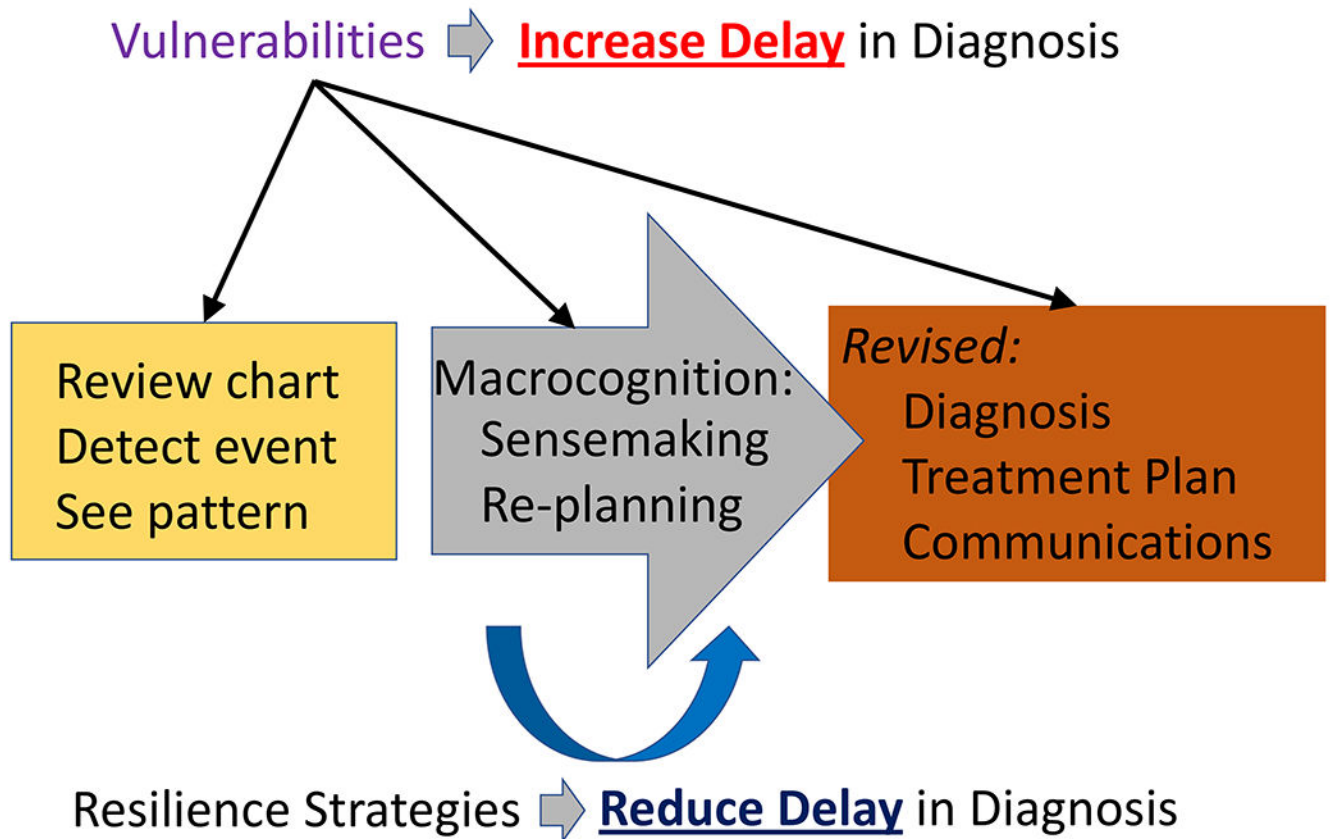 Vulnerabilities Increase Delay in Diagnosis
Review chart
Detect event
See pattern
Macrocognition:
Sensemaking
Re-planning
Revised:
Diagnosis
Treatment Plan
Communications
Resilience Strategies Reduce Delay in Diagnosis